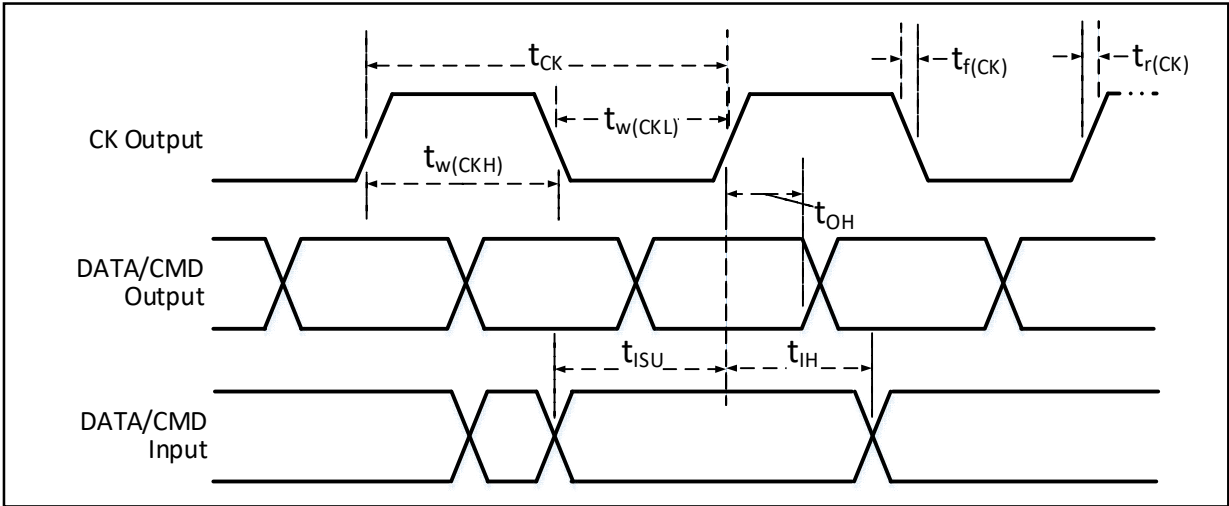 tCK
tf(CK)
tr(CK)
CK Output
tw(CKL)
tw(CKH)
tOH
DATA/CMD
Output
tISU
tIH
DATA/CMD
Input